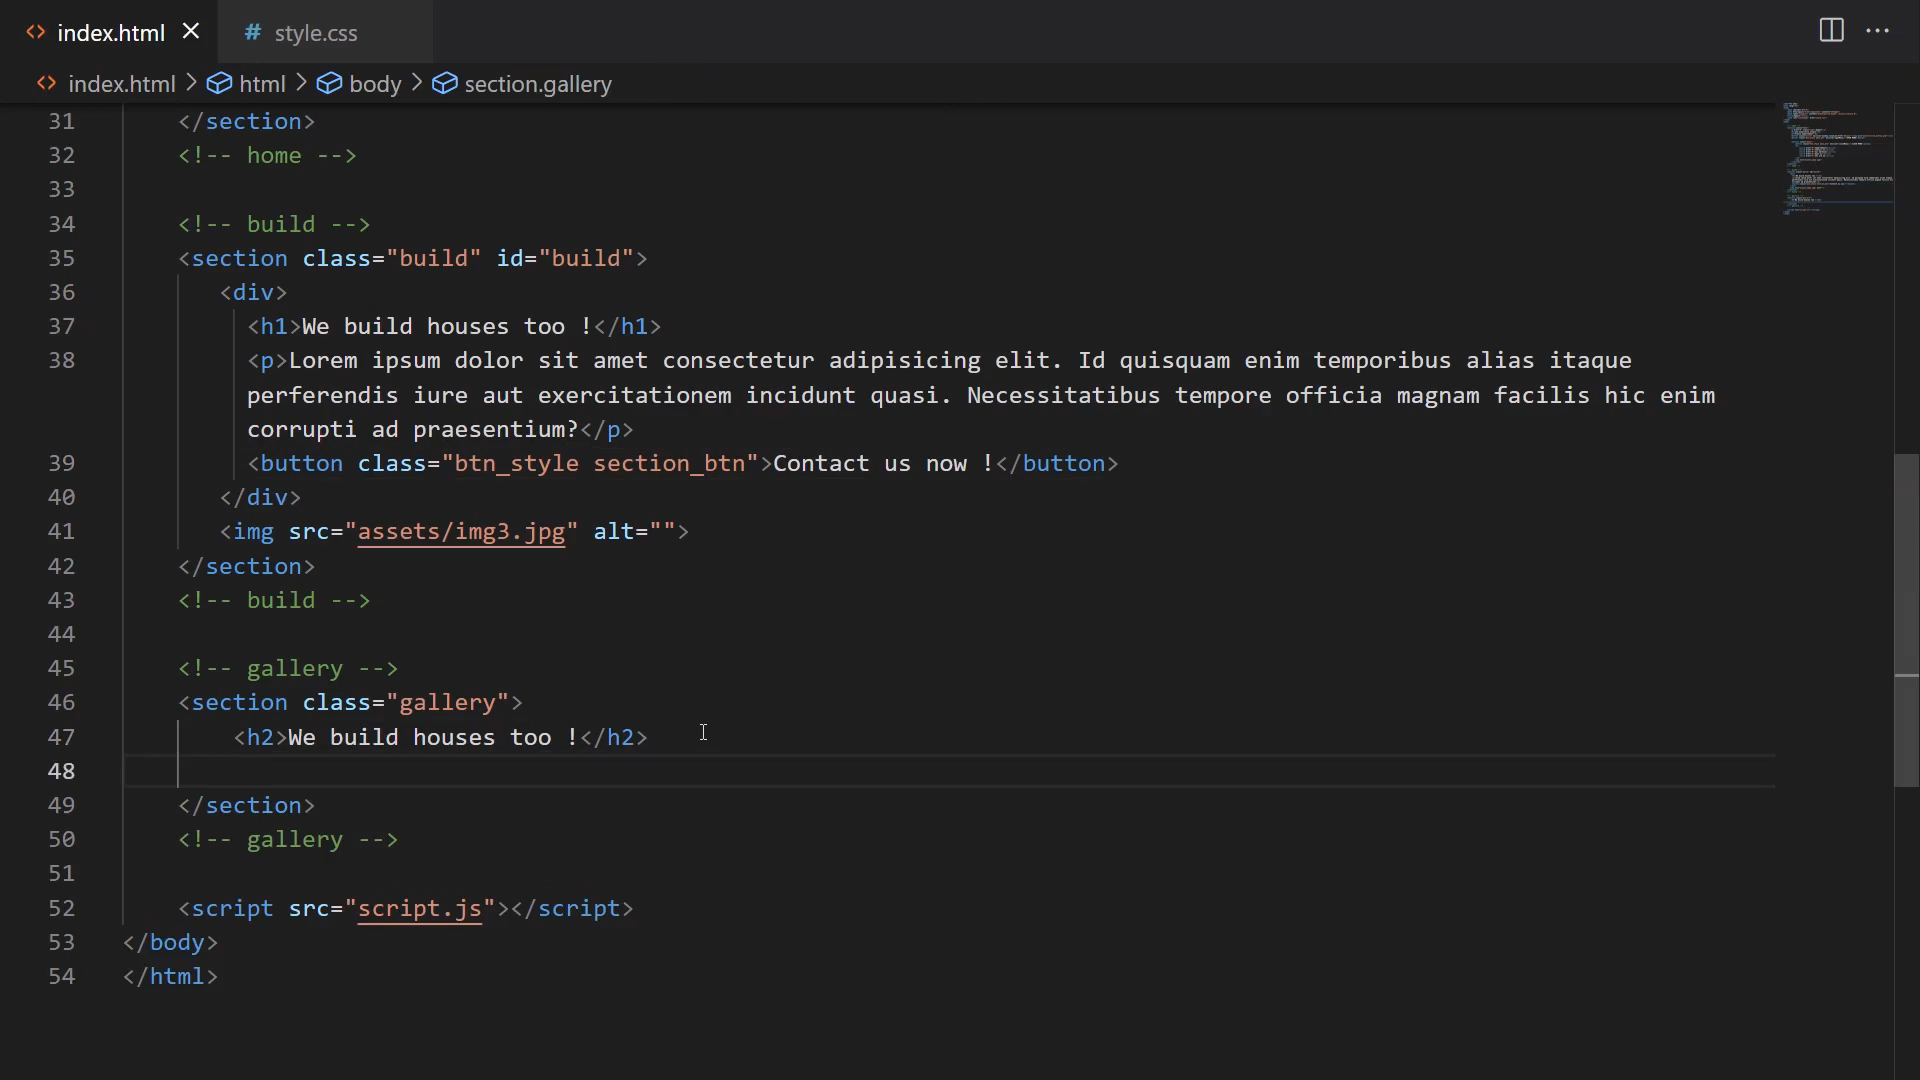 index.html
style.css
index.html > html > body > section.gallery
31 </section>
32 <!-- home -->
33
34 <!-- build -->
35 <section class="build" id="build">
36 <div>
37 <h1>We build houses too !</h1>
38 <p>Lorem ipsum dolor sit amet consectetur adipisicing elit. Id quisquam enim temporibus alias itaque
perferendis iure aut exercitationem incidunt quasi. Necessitatibus tempore officia magnam facilis hic enim
corrupti ad praesentium?</p>
39 <button class="btn_style section_btn">Contact us now !</button>
40 </div>
41 <img src="assets/img3.jpg" alt="">
42 </section>
43 <!-- build -->
44
45 <!-- gallery -->
46 <section class="gallery">
47 <h2>We build houses too !</h2>
48
49 </section>
50 <!-- gallery -->
51
52 <script src="script.js"></script>
53 </body>
54 </html>